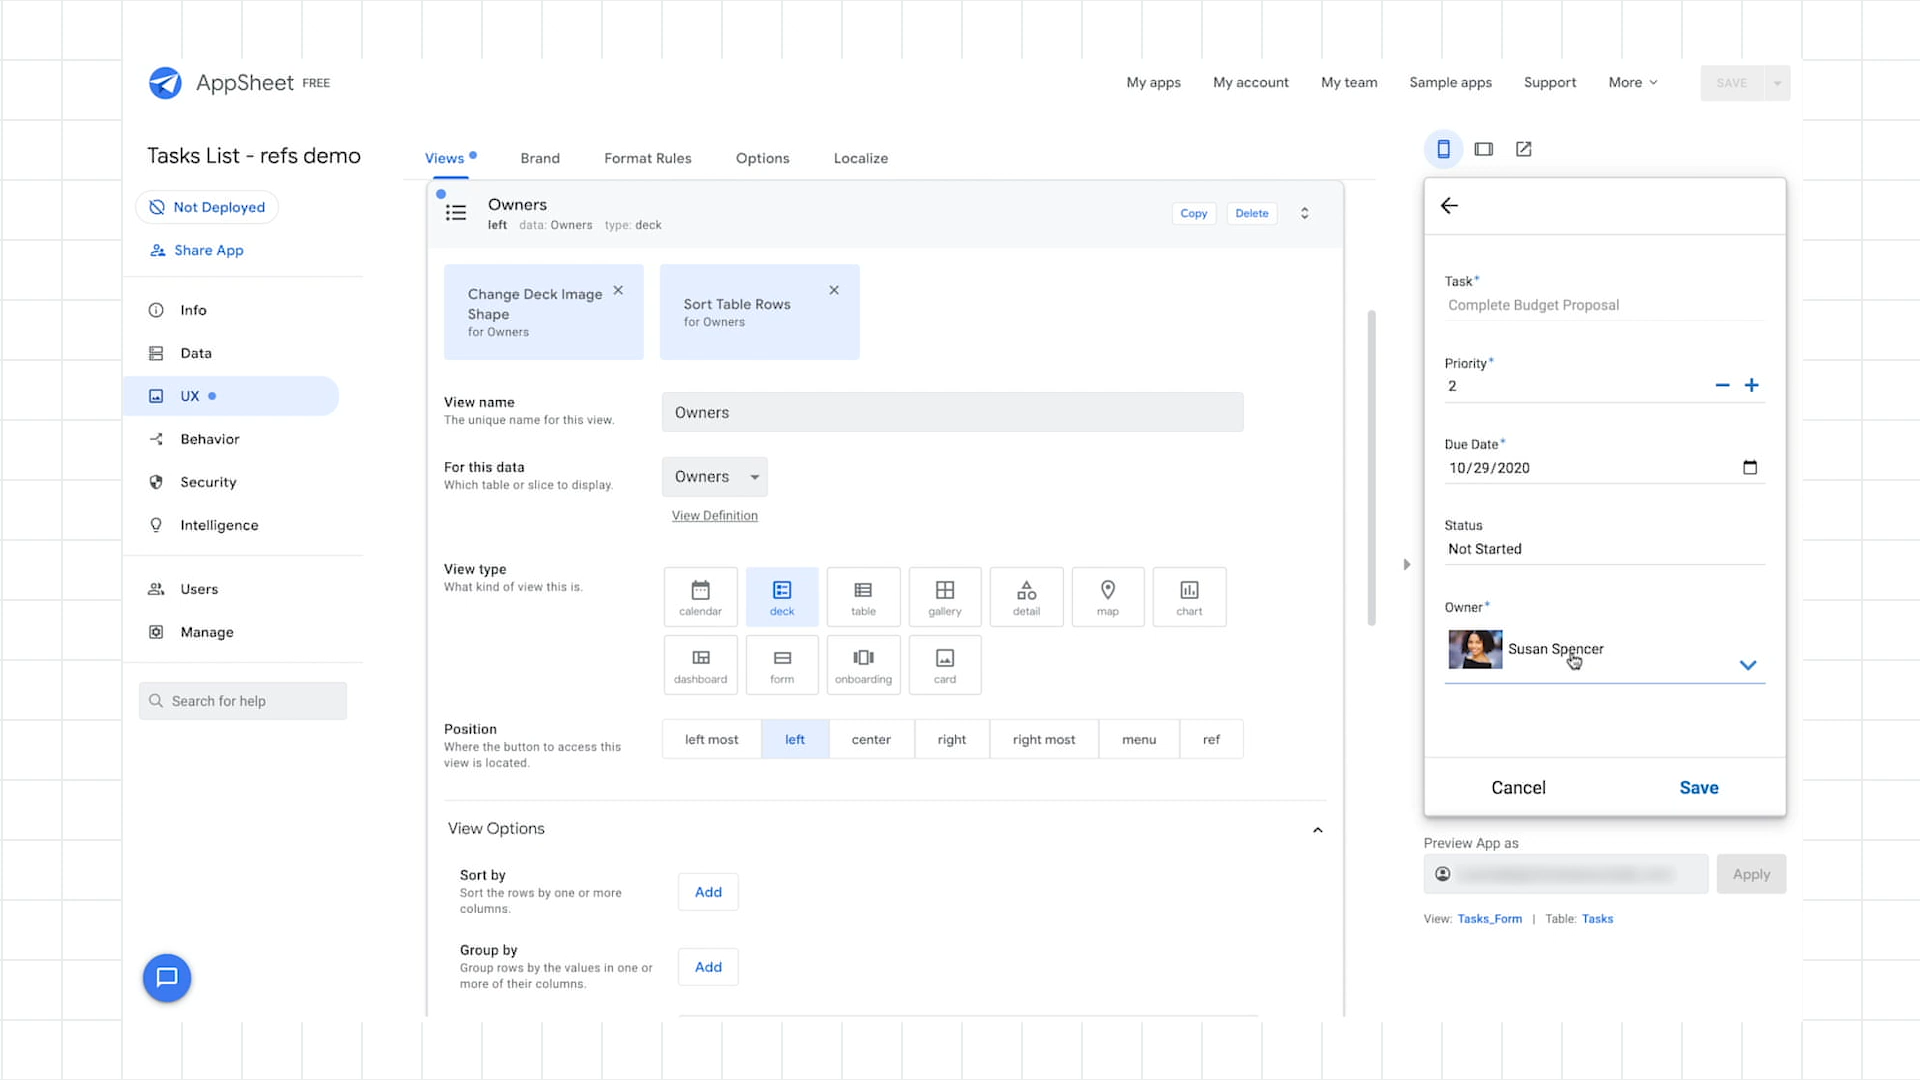 AppSheet FREE
My apps
My account
My team
Sample apps
Support
More
SAVE
Tasks List - refs demo
Not Deployed
Share App
Info
Data
UX
Behavior
Security
Intelligence
Users
Manage
Search for help
Views
Brand
Format Rules
Options
Localize
Owners
left data: Owners type: deck
Copy
Delete
Change Deck Image
Shape
for Owners
Sort Table Rows
for Owners
View name
The unique name for this view.
Owners
For this data
Which table or slice to display.
Owners
View Definition
View type
What kind of view this is.
calendar
deck
table
gallery
detail
map
chart
dashboard
form
onboarding
card
Position
Where the button to access this
view is located.
left most
left
center
right
right most
menu
ref
View Options
Sort by
Sort the rows by one or more
columns.
Add
Group by
Group rows by the values in one or
more of their columns.
Add
Task*
Complete Budget Proposal
Priority*
2
Due Date*
10/29/2020
Status
Not Started
Owner*
Susan Spencer
Cancel
Save
Preview App as
Apply
View: Tasks_Form | Table: Tasks